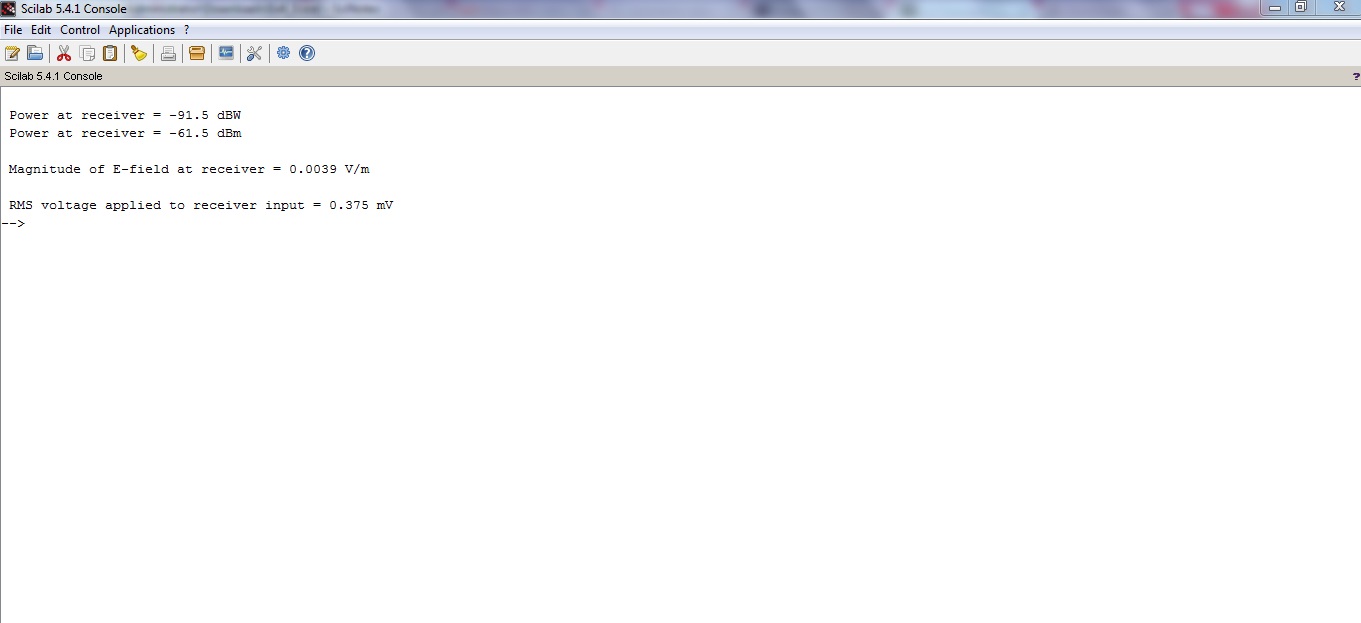 Scilab 5.4.1 Console
File Edit Control Applications ?
Scilab 5.4.1 Console ?
Power at receiver = -91.5 dBW
Power at receiver = -61.5 dBm
Magnitude of E-field at receiver = 0.0039 V/m
RMS voltage applied to receiver input = 0.375 mV
-->